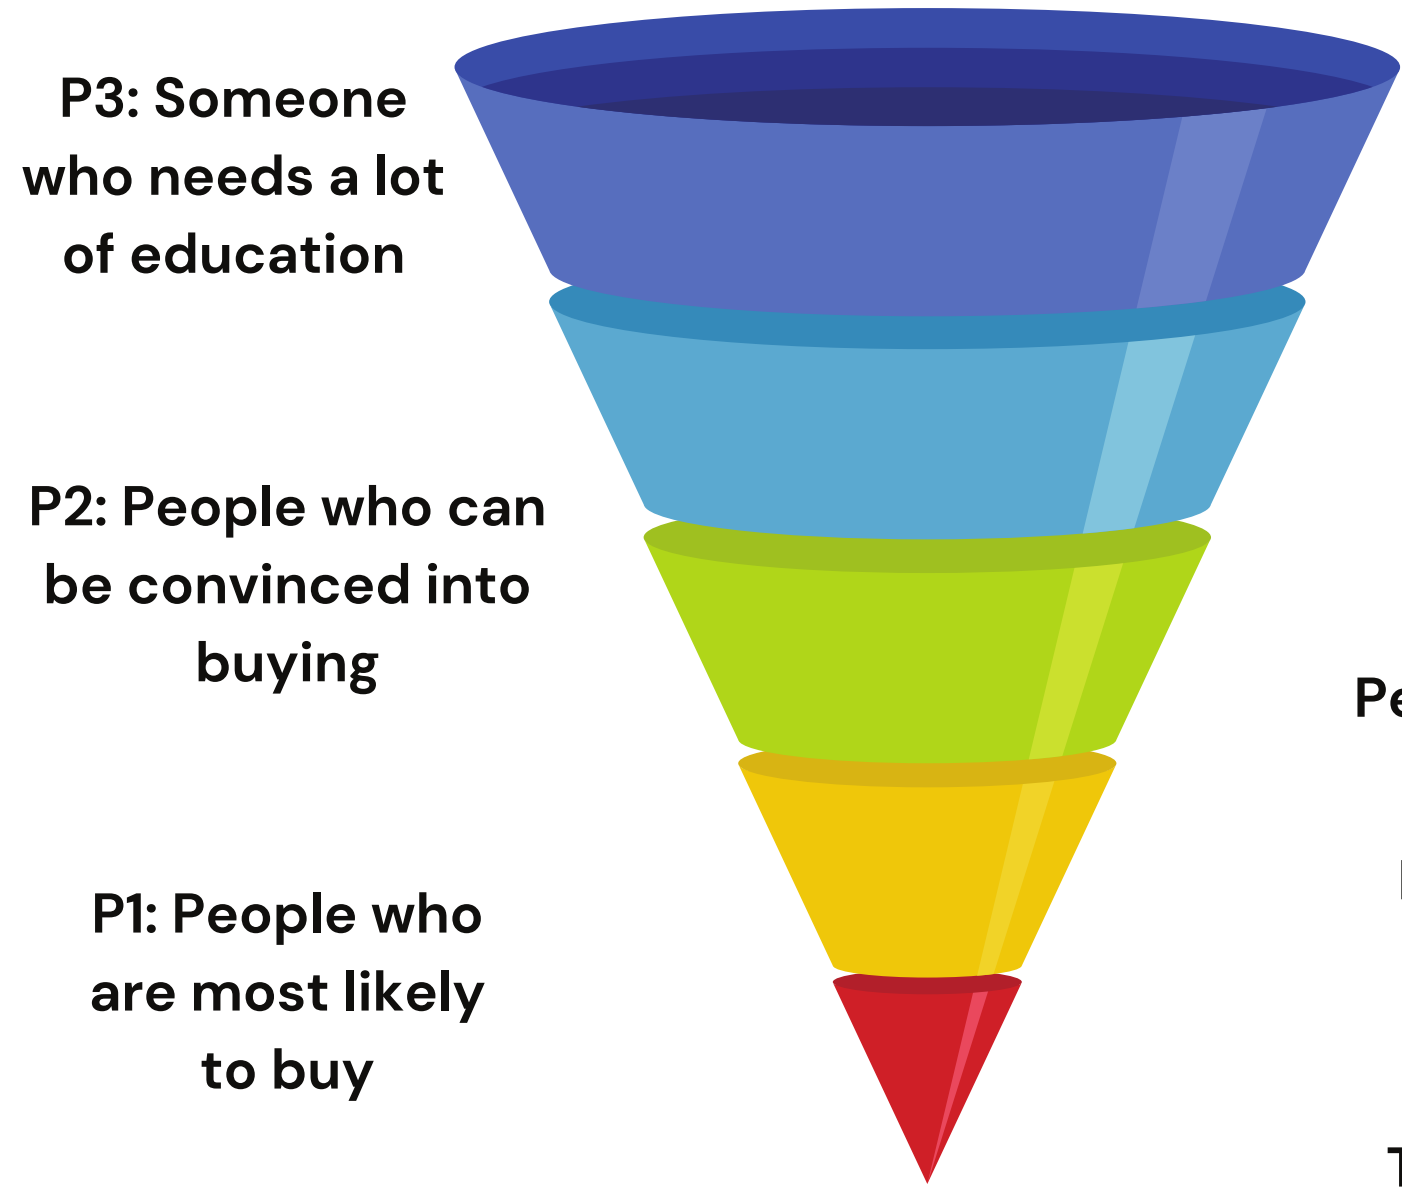 P3: Someone
who needs a lot
of education
P2: People who can
be convinced into
buying
P1: People who
are most likely
to buy